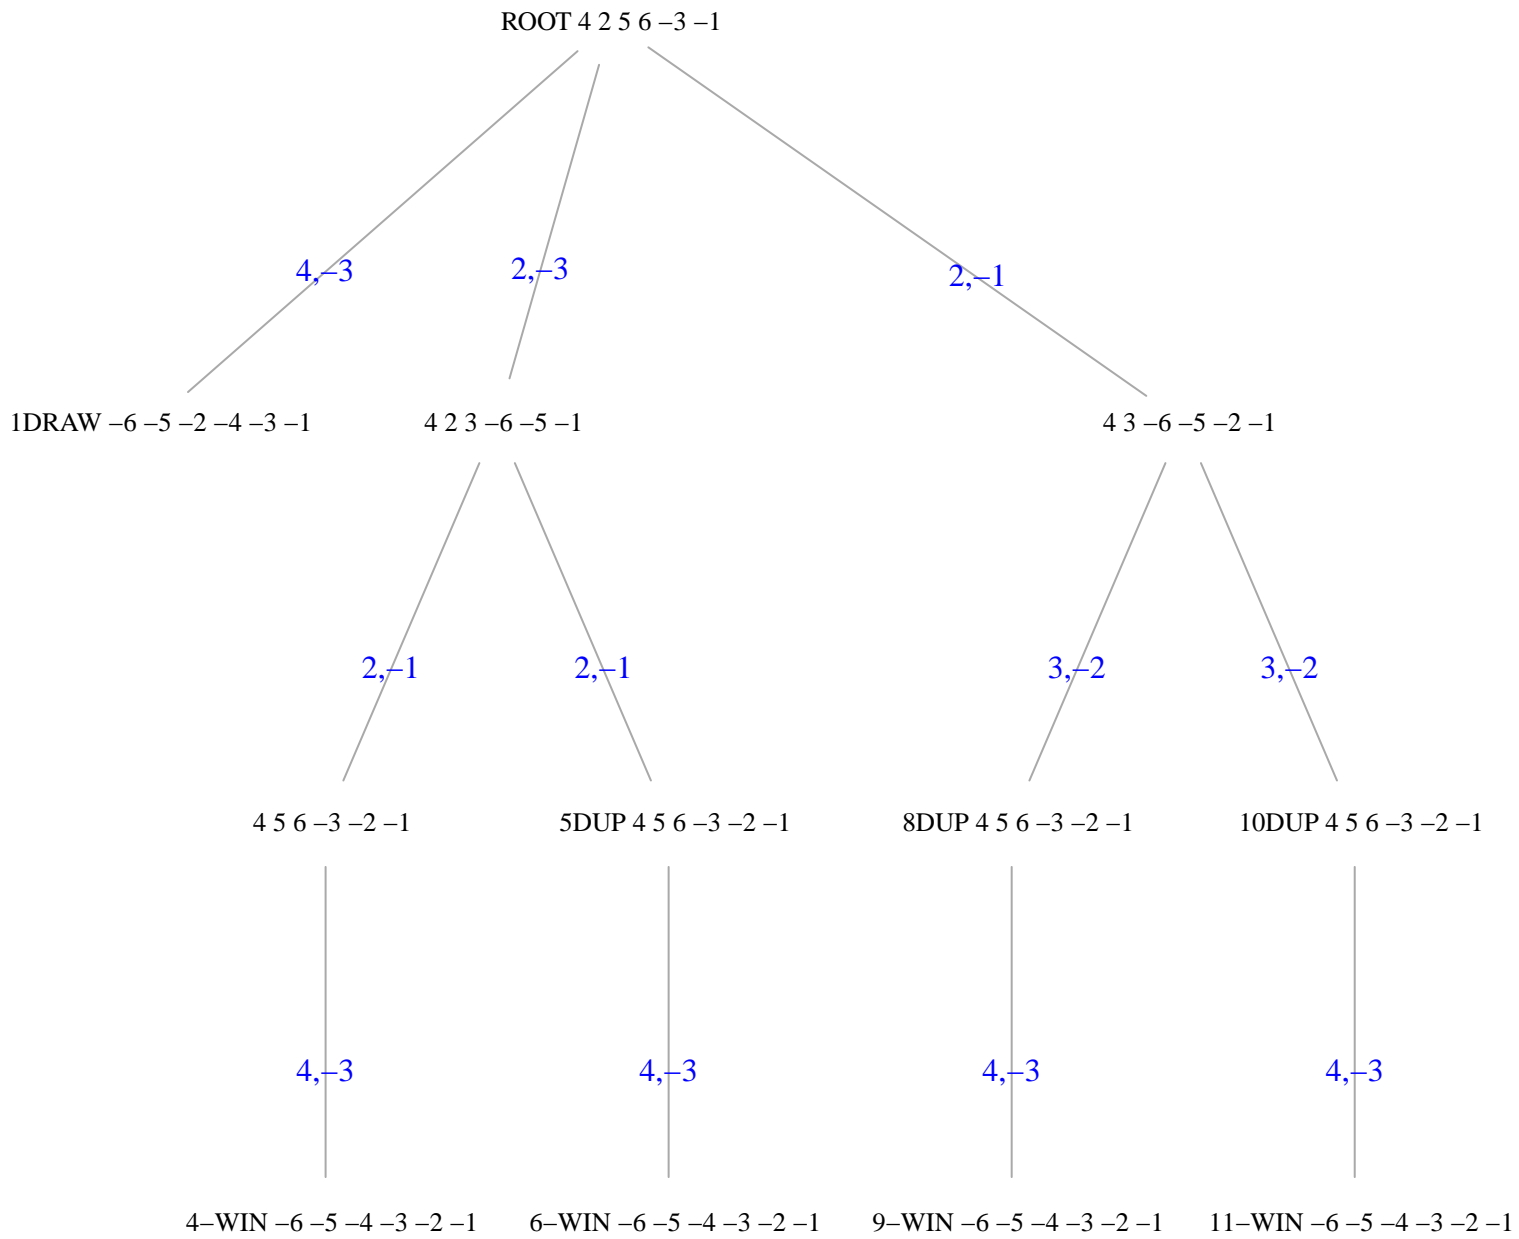 ROOT 4 2 5 6 –3 –1
4,–3
2,–3
2,–1
1DRAW –6 –5 –2 –4 –3 –1
4 2 3 –6 –5 –1
4 3 –6 –5 –2 –1
2,–1
2,–1
3,–2
3,–2
4 5 6 –3 –2 –1
5DUP 4 5 6 –3 –2 –1
8DUP 4 5 6 –3 –2 –1
10DUP 4 5 6 –3 –2 –1
4,–3
4,–3
4,–3
4,–3
4–WIN –6 –5 –4 –3 –2 –1
6–WIN –6 –5 –4 –3 –2 –1
9–WIN –6 –5 –4 –3 –2 –1
11–WIN –6 –5 –4 –3 –2 –1